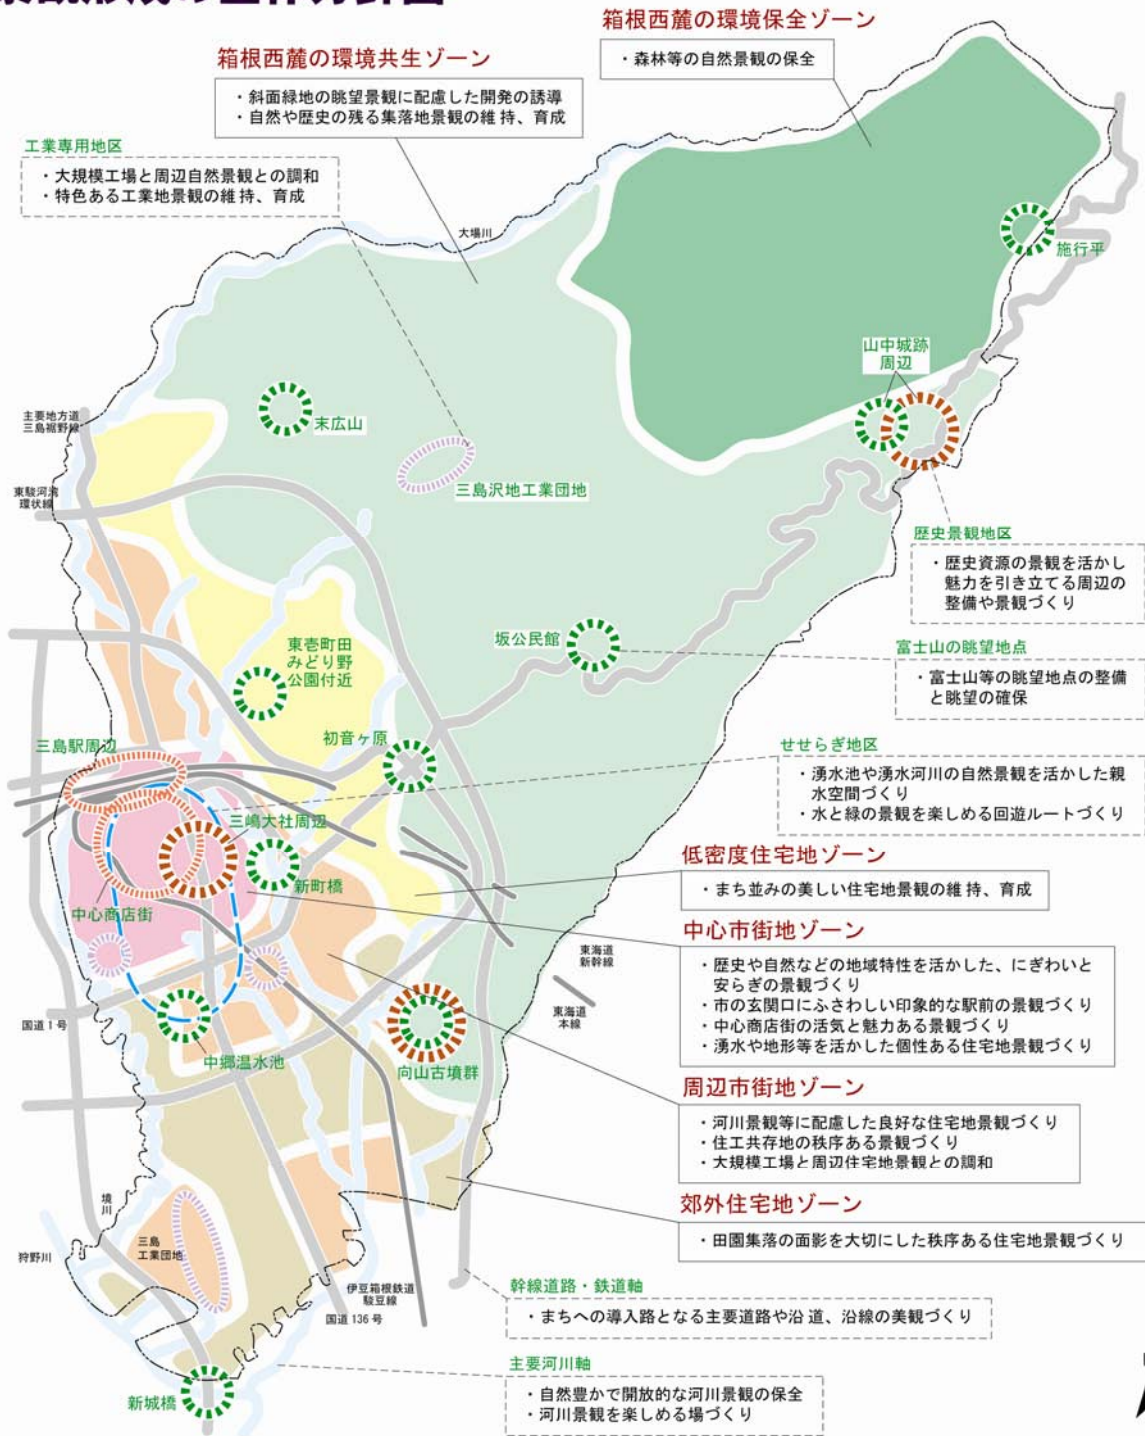 箱根西麓の環境保全ゾーン
・森林等の自然景観の保全
箱根西麓の環境共生ゾーン
・斜面緑地の眺望景観に配慮した開発の誘導
・自然や歴史の残る集落地景観の維持、育成
工業専用地区
・大規模工場と周辺自然景観との調和
・特色ある工業地景観の維持、育成
大場川
施行平
山中城跡
周辺
主要地方道
三島裾野線
末広山
三島沢地工業団地
東駿河湾
環状線
歴史景観地区
・歴史資源の景観を活かし
魅力を引き立てる周辺の
整備や景観づくり
坂公民館
東壱町田
みどり野
公園付近
富士山の眺望地点
・富士山等の眺望地点の整備
と眺望の確保
初音ヶ原
三島駅周辺
せせらぎ地区
・湧水池や湧水河川の自然景観を活かした親
水空間づくり
・水と緑の景観を楽しめる回遊ルートづくり
三嶋大社周辺
新町橋
中心商店街
低密度住宅地ゾーン
・まち並みの美しい住宅地景観の維持、育成
中心市街地ゾーン
・歴史や自然などの地域特性を活かした、にぎわいと
安らぎの景観づくり
・市の玄関口にふさわしい印象的な駅前の景観づくり
・中心商店街の活気と魅力ある景観づくり
・湧水や地形等を活かした個性ある住宅地景観づくり
東海道
新幹線
東海道
本線
国道1号
中郷温水池
向山古墳群
周辺市街地ゾーン
・河川景観等に配慮した良好な住宅地景観づくり
・住工共存地の秩序ある景観づくり
・大規模工場と周辺住宅地景観との調和
郊外住宅地ゾーン
・田園集落の面影を大切にした秩序ある住宅地景観づくり
境川
狩野川
三島
工業団地
伊豆箱根鉄道
駿豆線
国道136号
幹線道路・鉄道軸
・まちへの導入路となる主要道路や沿道、沿線の美観づくり
主要河川軸
・自然豊かで開放的な河川景観の保全
・河川景観を楽しめる場づくり
新城橋